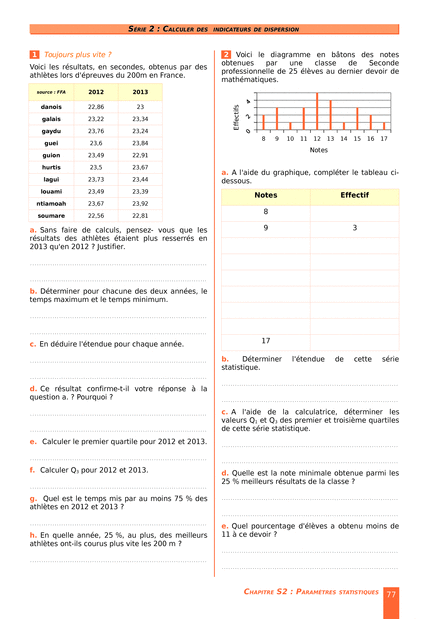 SÉRIE 2 : CALCULER DES INDICATEURS DE DISPERSION
1 Toujours plus vite ?
Voici les résultats, en secondes, obtenus par des
athlètes lors d'épreuves du 200m en France.
source : FFA 2012 2013
danois 22,86 23
galais 23,22 23,34
gaydu 23,76 23,24
guei 23,6 23,84
guion 23,49 22,91
hurtis 23,5 23,67
lagui 23,73 23,44
louami 23,49 23,39
ntiamoah 23,67 23,92
soumare 22,56 22,81
a. Sans faire de calculs, pensez- vous que les
résultats des athlètes étaient plus resserrés en
2013 qu'en 2012 ? Justifier.
b. Déterminer pour chacune des deux années, le
temps maximum et le temps minimum.
c. En déduire l'étendue pour chaque année.
d. Ce résultat confirme-t-il votre réponse à la
question a. ? Pourquoi ?
e. Calculer le premier quartile pour 2012 et 2013.
f. Calculer Q₃ pour 2012 et 2013.
g. Quel est le temps mis par au moins 75 % des
athlètes en 2012 et 2013 ?
h. En quelle année, 25 %, au plus, des meilleurs
athlètes ont-ils courus plus vite les 200 m ?
2 Voici le diagramme en bâtons des notes
obtenues par une classe de Seconde
professionnelle de 25 élèves au dernier devoir de
mathématiques.
Effectifs
4
2
0
8 9 10 11 12 13 14 15 16 17
Notes
a. A l'aide du graphique, compléter le tableau ci-
dessous.
Notes Effectif
8
9 3
17
b. Déterminer l'étendue de cette série
statistique.
c. A l'aide de la calculatrice, déterminer les
valeurs Q₁ et Q₃ des premier et troisième quartiles
de cette série statistique.
d. Quelle est la note minimale obtenue parmi les
25 % meilleurs résultats de la classe ?
e. Quel pourcentage d'élèves a obtenu moins de
11 à ce devoir ?
CHAPITRE S2 : PARAMÈTRES STATISTIQUES 77